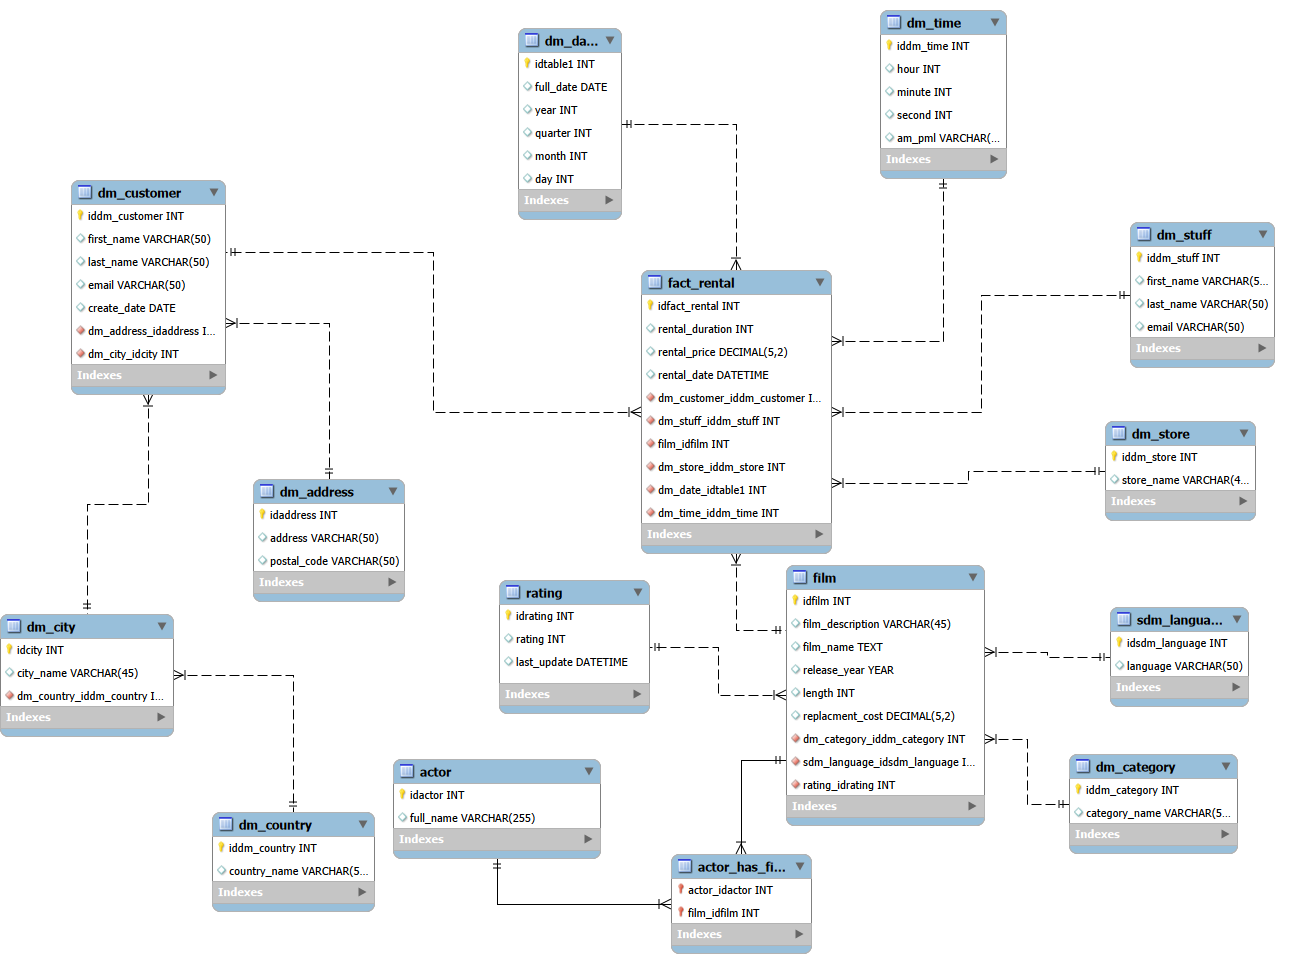 dm_da...
idtable1 INT
full_date DATE
year INT
quarter INT
month INT
day INT
Indexes
dm_time
iddm_time INT
hour INT
minute INT
second INT
am_pml VARCHAR(...
Indexes
dm_customer
iddm_customer INT
first_name VARCHAR(50)
last_name VARCHAR(50)
email VARCHAR(50)
create_date DATE
dm_address_idaddress I...
dm_city_idcity INT
Indexes
fact_rental
idfact_rental INT
rental_duration INT
rental_price DECIMAL(5,2)
rental_date DATETIME
dm_customer_iddm_customer I...
dm_stuff_iddm_stuff INT
film_idfilm INT
dm_store_iddm_store INT
dm_date_idtable1 INT
dm_time_iddm_time INT
Indexes
dm_stuff
iddm_stuff INT
first_name VARCHAR(5...
last_name VARCHAR(50)
email VARCHAR(50)
Indexes
dm_store
iddm_store INT
store_name VARCHAR(4...
Indexes
dm_address
idaddress INT
address VARCHAR(50)
postal_code VARCHAR(50)
Indexes
rating
idrating INT
rating INT
last_update DATETIME
Indexes
film
idfilm INT
film_description VARCHAR(45)
film_name TEXT
release_year YEAR
length INT
replacment_cost DECIMAL(5,2)
dm_category_iddm_category INT
sdm_language_idsdm_language I...
rating_idrating INT
Indexes
sdm_langua...
idsdm_language INT
language VARCHAR(50)
Indexes
dm_city
idcity INT
city_name VARCHAR(45)
dm_country_iddm_country I...
Indexes
actor
idactor INT
full_name VARCHAR(255)
Indexes
dm_category
iddm_category INT
category_name VARCHAR(5...
Indexes
dm_country
iddm_country INT
country_name VARCHAR(5...
Indexes
actor_has_fi...
actor_idactor INT
film_idfilm INT
Indexes